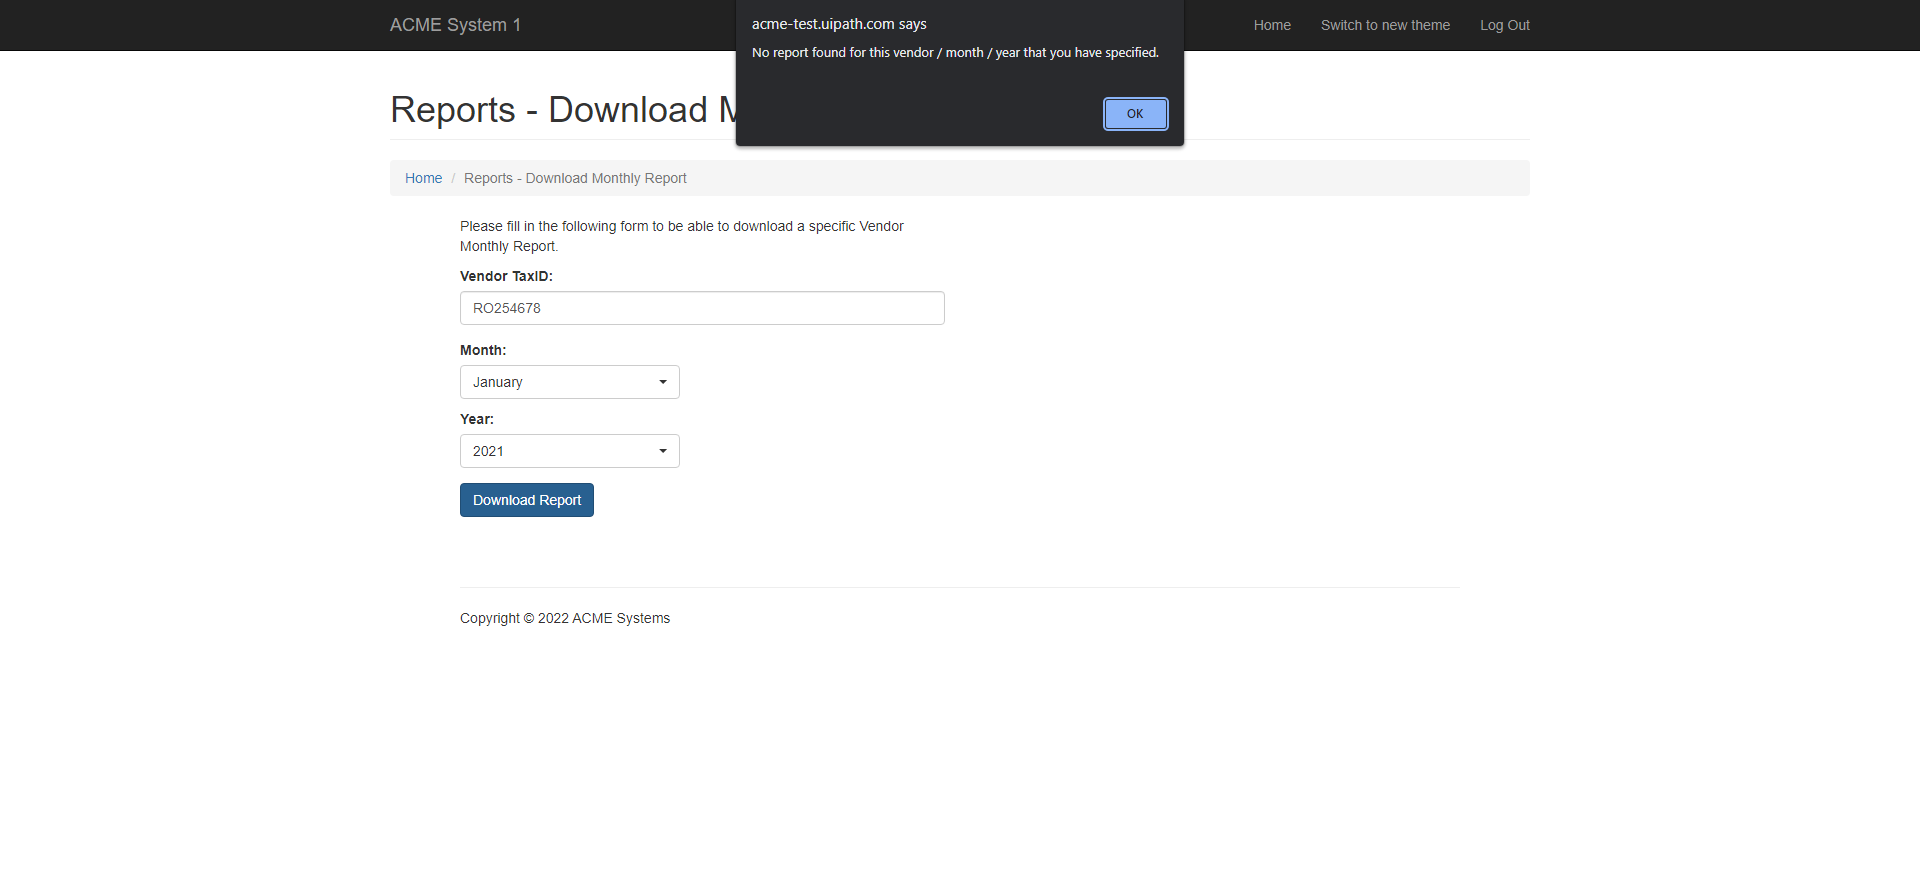 ACME System 1
Home
Switch to new theme
Log Out
acme-test.uipath.com says
No report found for this vendor / month / year that you have specified.
OK
Reports - Download
Home / Reports - Download Monthly Report
Please fill in the following form to be able to download a specific Vendor
Monthly Report.
Vendor TaxID:
RO254678
Month:
January
Year:
2021
Download Report
Copyright © 2022 ACME Systems